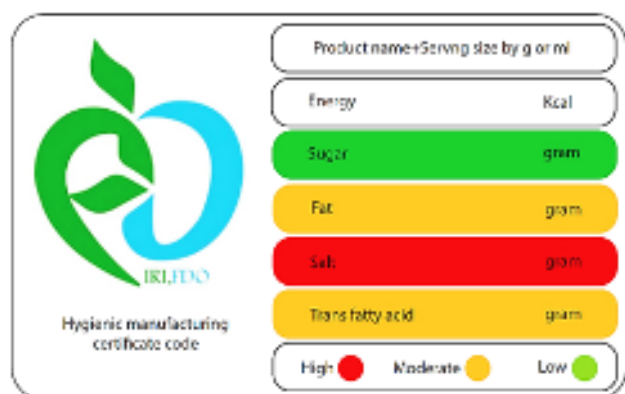 Product name+Servng size by g or ml
Energy Kcal
Sugar gram
Fat gram
Salt gram
Trans fatty acid gram
High Moderate Low
IRI,FDO
Hygienic manufacturing
certificate code